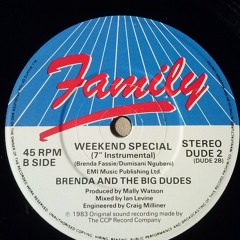 Family
45 RPM
B SIDE
WEEKEND SPECIAL
(7" Instrumental)
(Brenda Fassie/Dumisani Ngubeni)
EMI Music Publishing Ltd
STEREO
DUDE 2
(DUDE 2B)
BRENDA AND THE BIG DUDES
Produced by Mally Watson
Mixed by Ian Levine
Engineered by Craig Milliner
℗ 1983 Original sound recording made by
The CCP Record Company